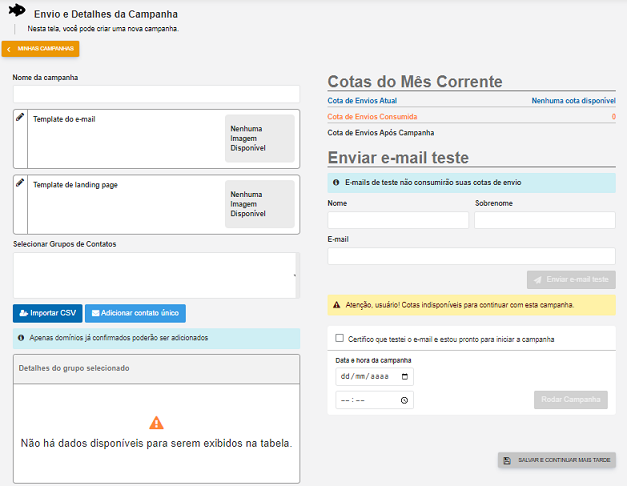 Envio e Detalhes da Campanha
Nesta tela, você pode criar uma nova campanha.
MINHAS CAMPANHAS
Nome da campanha
Template do e-mail
Nenhuma
Imagem
Disponível
Template de landing page
Nenhuma
Imagem
Disponível
Selecionar Grupos de Contatos
Importar CSV
Adicionar contato único
Apenas domínios já confirmados poderão ser adicionados
Detalhes do grupo selecionado
Não há dados disponíveis para serem exibidos na tabela.
Cotas do Mês Corrente
Cota de Envios Atual Nenhuma cota disponível
Cota de Envios Consumida 0
Cota de Envios Após Campanha
Enviar e-mail teste
E-mails de teste não consumirão suas cotas de envio
Nome Sobrenome
E-mail
Enviar e-mail teste
Atenção, usuário! Cotas indisponíveis para continuar com esta campanha.
Certifico que testei o e-mail e estou pronto para iniciar a campanha
Data e hora da campanha
dd/mm/aaaa
--:--
Rodar Campanha
SALVAR E CONTINUAR MAIS TARDE